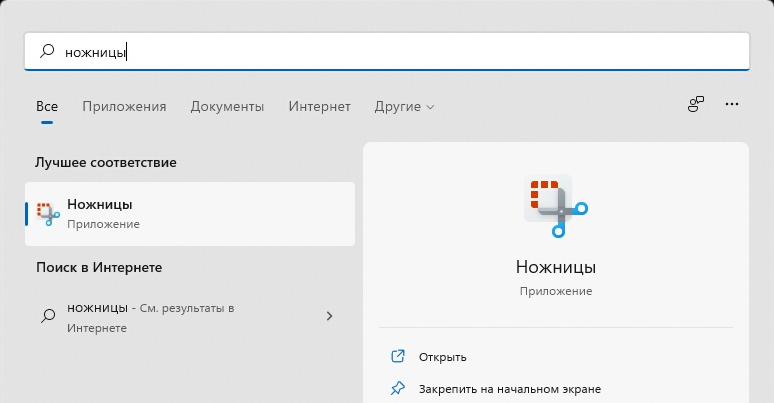 ножницы
Все Приложения Документы Интернет Другие
Лучшее соответствие
Ножницы
Приложение
Поиск в Интернете
ножницы - См. результаты в
Интернете
Ножницы
Приложение
Открыть
Закрепить на начальном экране